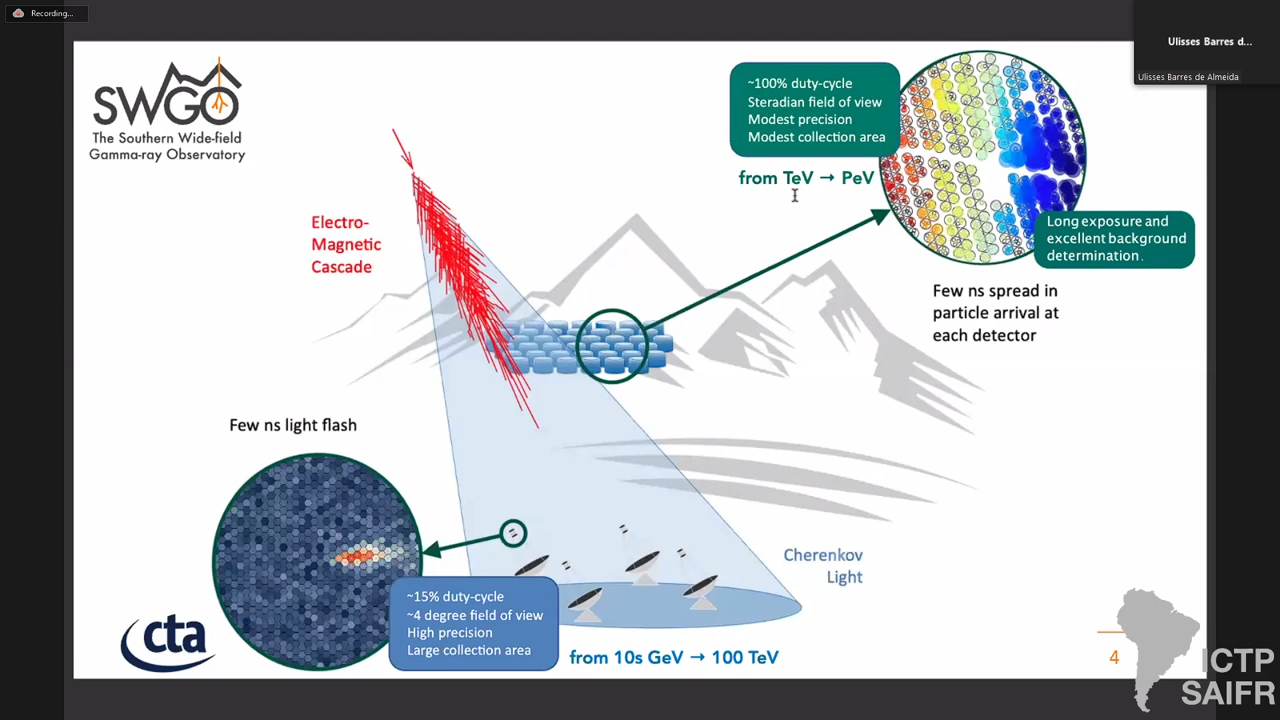 Recording...
Ulisses Barres d...
Ulisses Barres de Almeida
SWGO
The Southern Wide-field
Gamma-ray Observatory
~100% duty-cycle
Steradian field of view
Modest precision
Modest collection area
from TeV → PeV
Long exposure and
excellent background
determination.
Electro-
Magnetic
Cascade
Few ns spread in
particle arrival at
each detector
Few ns light flash
Cherenkov
Light
~15% duty-cycle
~4 degree field of view
High precision
Large collection area
cta
from 10s GeV → 100 TeV
4
ICTP
SAIFR